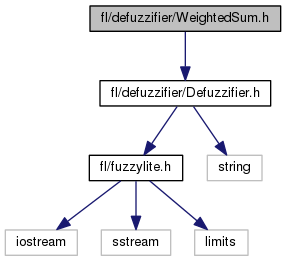 fl/defuzzifier/WeightedSum.h
fl/defuzzifier/Defuzzifier.h
fl/fuzzylite.h
string
iostream
sstream
limits